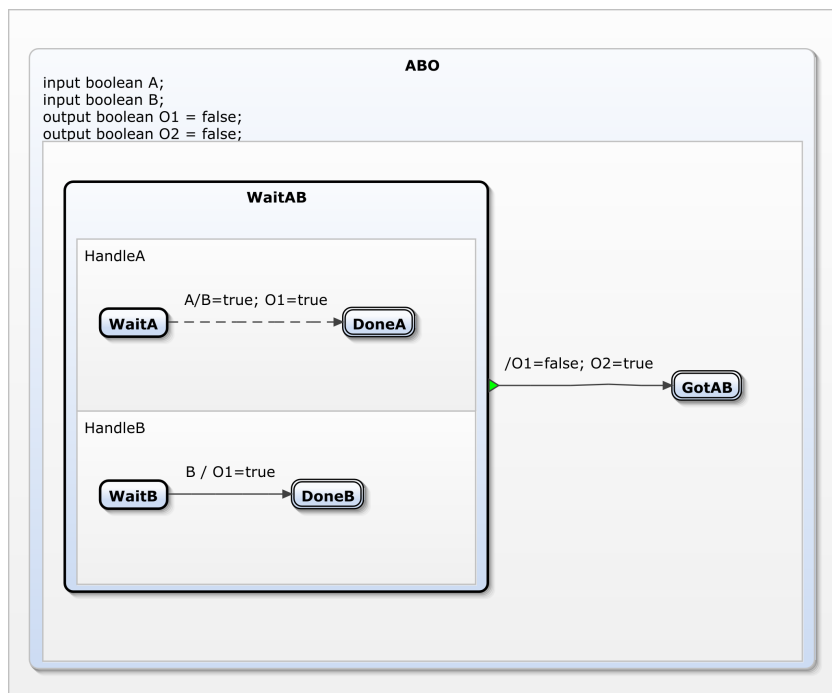 ABO
input boolean A;
input boolean B;
output boolean O1 = false;
output boolean O2 = false;
WaitAB
HandleA
A/B=true; O1=true
WaitA
DoneA
/O1=false; O2=true
GotAB
HandleB
B / O1=true
WaitB
DoneB